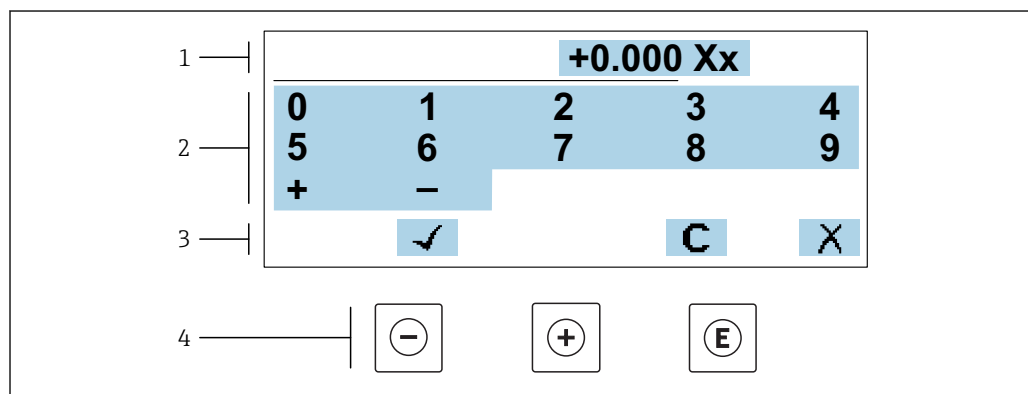 1 +0.000 Xx
2 0 1 2 3 4
5 6 7 8 9
+ −
3 ✓ C X
4 − + E